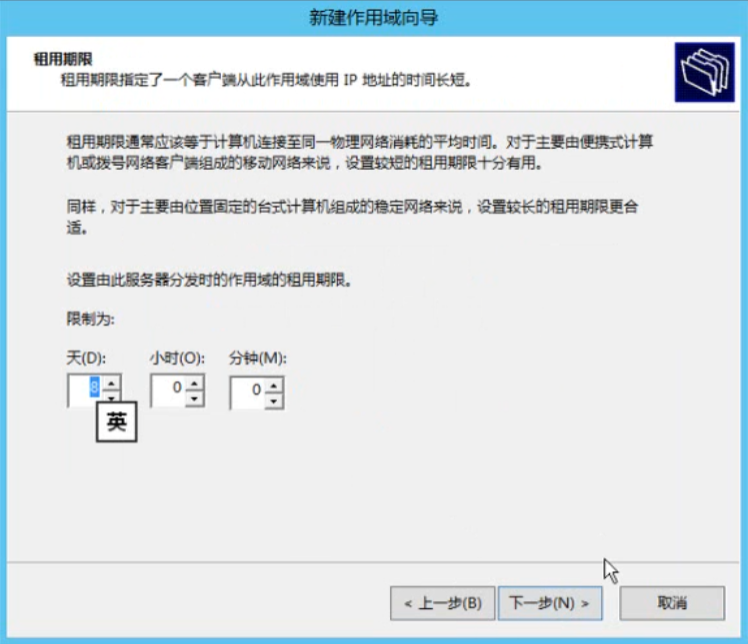 新建作用域向导
租用期限
租用期限指定了一个客户端从此作用域使用 IP 地址的时间长短。
租用期限通常应该等于计算机连接至同一物理网络消耗的平均时间。对于主要由便携式计算
机或拨号网络客户端组成的移动网络来说，设置较短的租用期限十分有用。
同样，对于主要由位置固定的台式计算机组成的稳定网络来说，设置较长的租用期限更合
适。
设置由此服务器分发时的作用域的租用期限。
限制为:
天(D): 小时(O): 分钟(M):
8 0 0
英
< 上一步(B) 下一步(N) > 取消